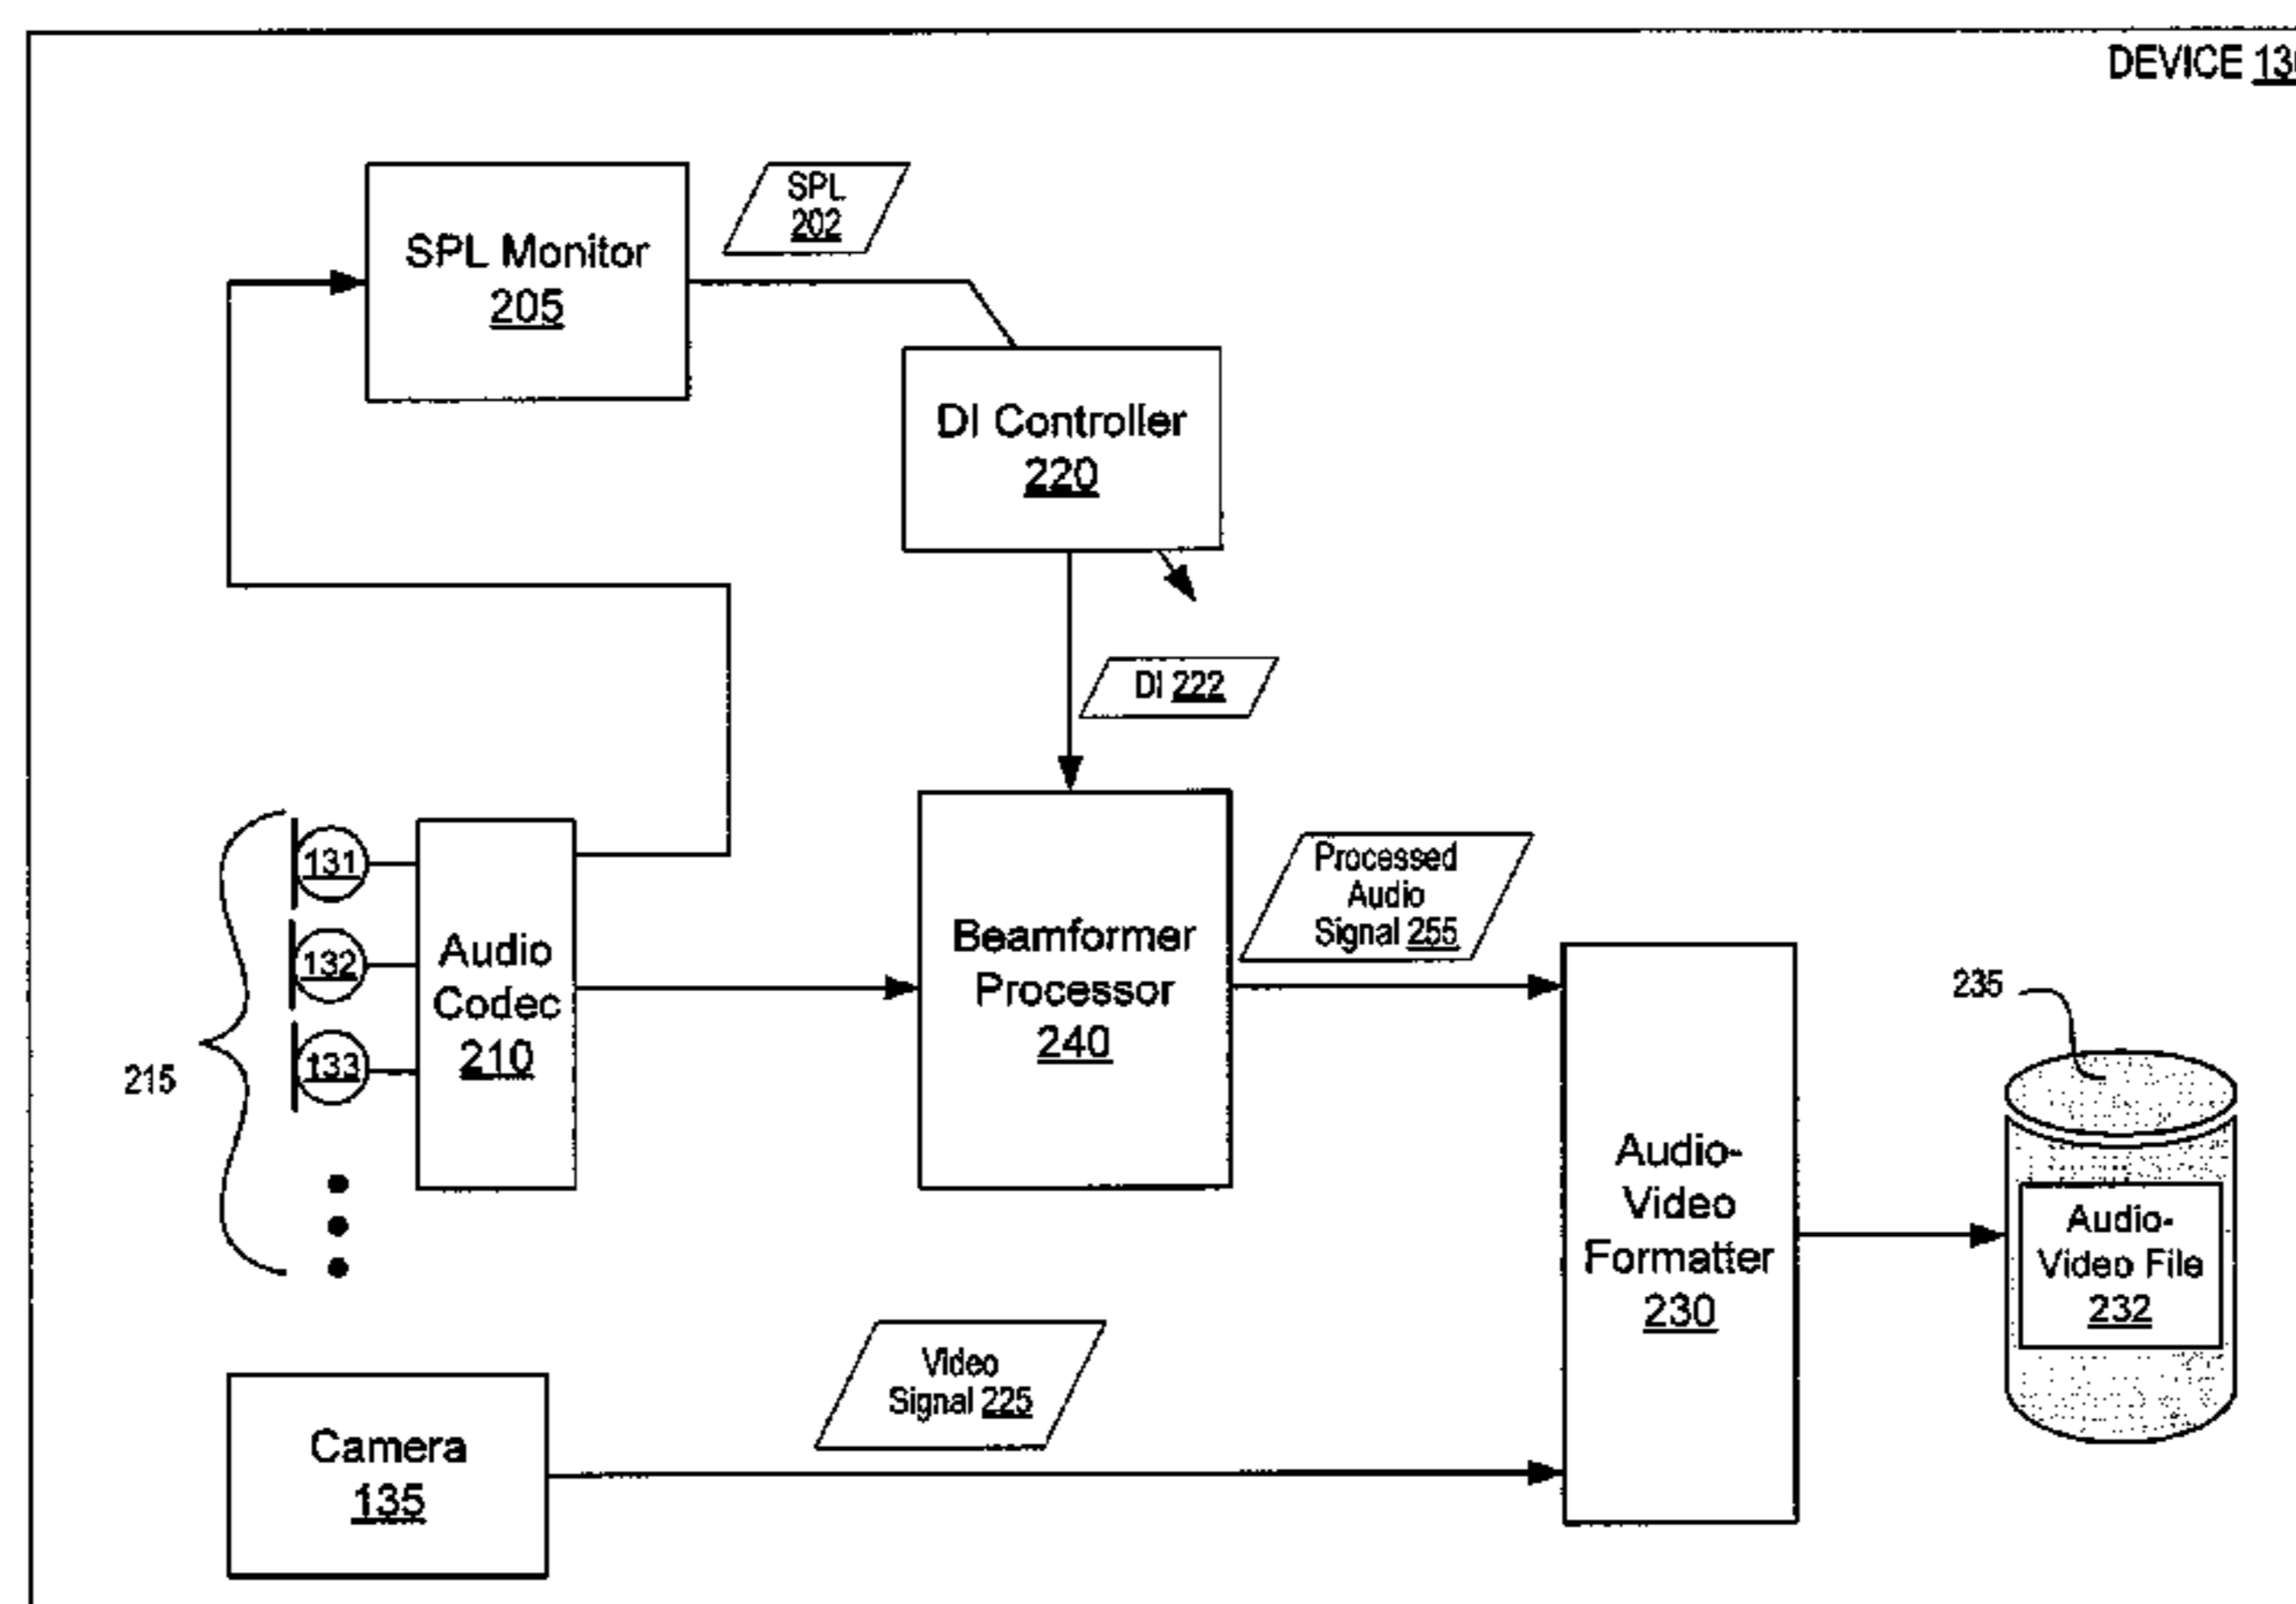 DEVICE
SPL
202
SPL Monitor
205
DI Controller
220
DI 222
131
132
133
215
Audio
Codec
210
Beamformer
Processor
240
Processed
Audio
Signal 255
235
Audio-
Video
Formatter
230
Audio-
Video File
232
Video
Signal 225
Camera
135